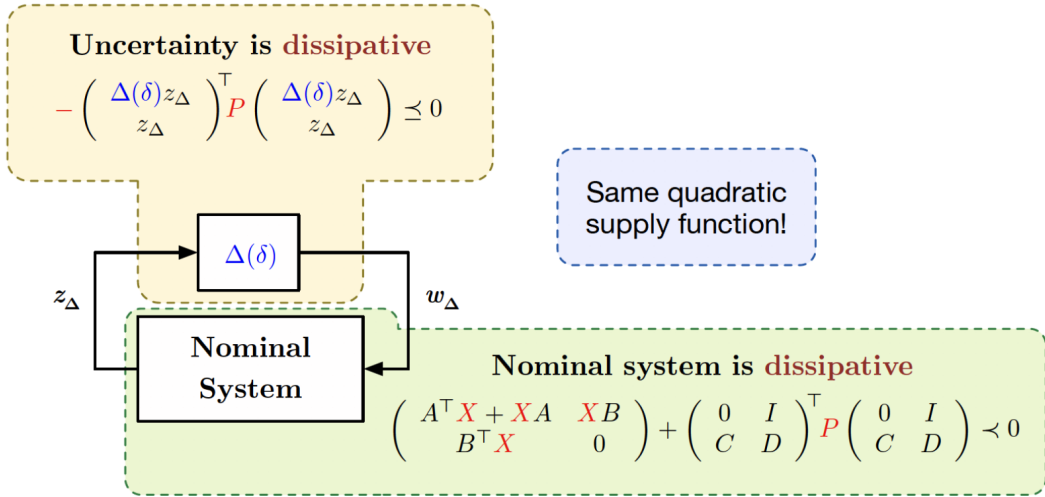 Uncertainty is dissipative
− ( Δ(δ)z_Δ ; z_Δ )^⊤ P ( Δ(δ)z_Δ ; z_Δ ) ⪯ 0
Same quadratic
supply function!
Δ(δ)
z_Δ
w_Δ
Nominal
System
Nominal system is dissipative
( A^⊤X + XA  XB ; B^⊤X  0 ) + ( 0  I ; C  D )^⊤ P ( 0  I ; C  D ) ≺ 0